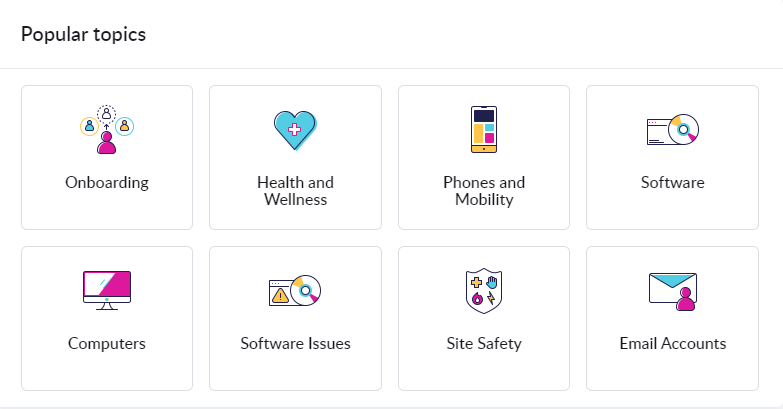 Popular topics
Onboarding
Health and
Wellness
Phones and
Mobility
Software
Computers
Software Issues
Site Safety
Email Accounts